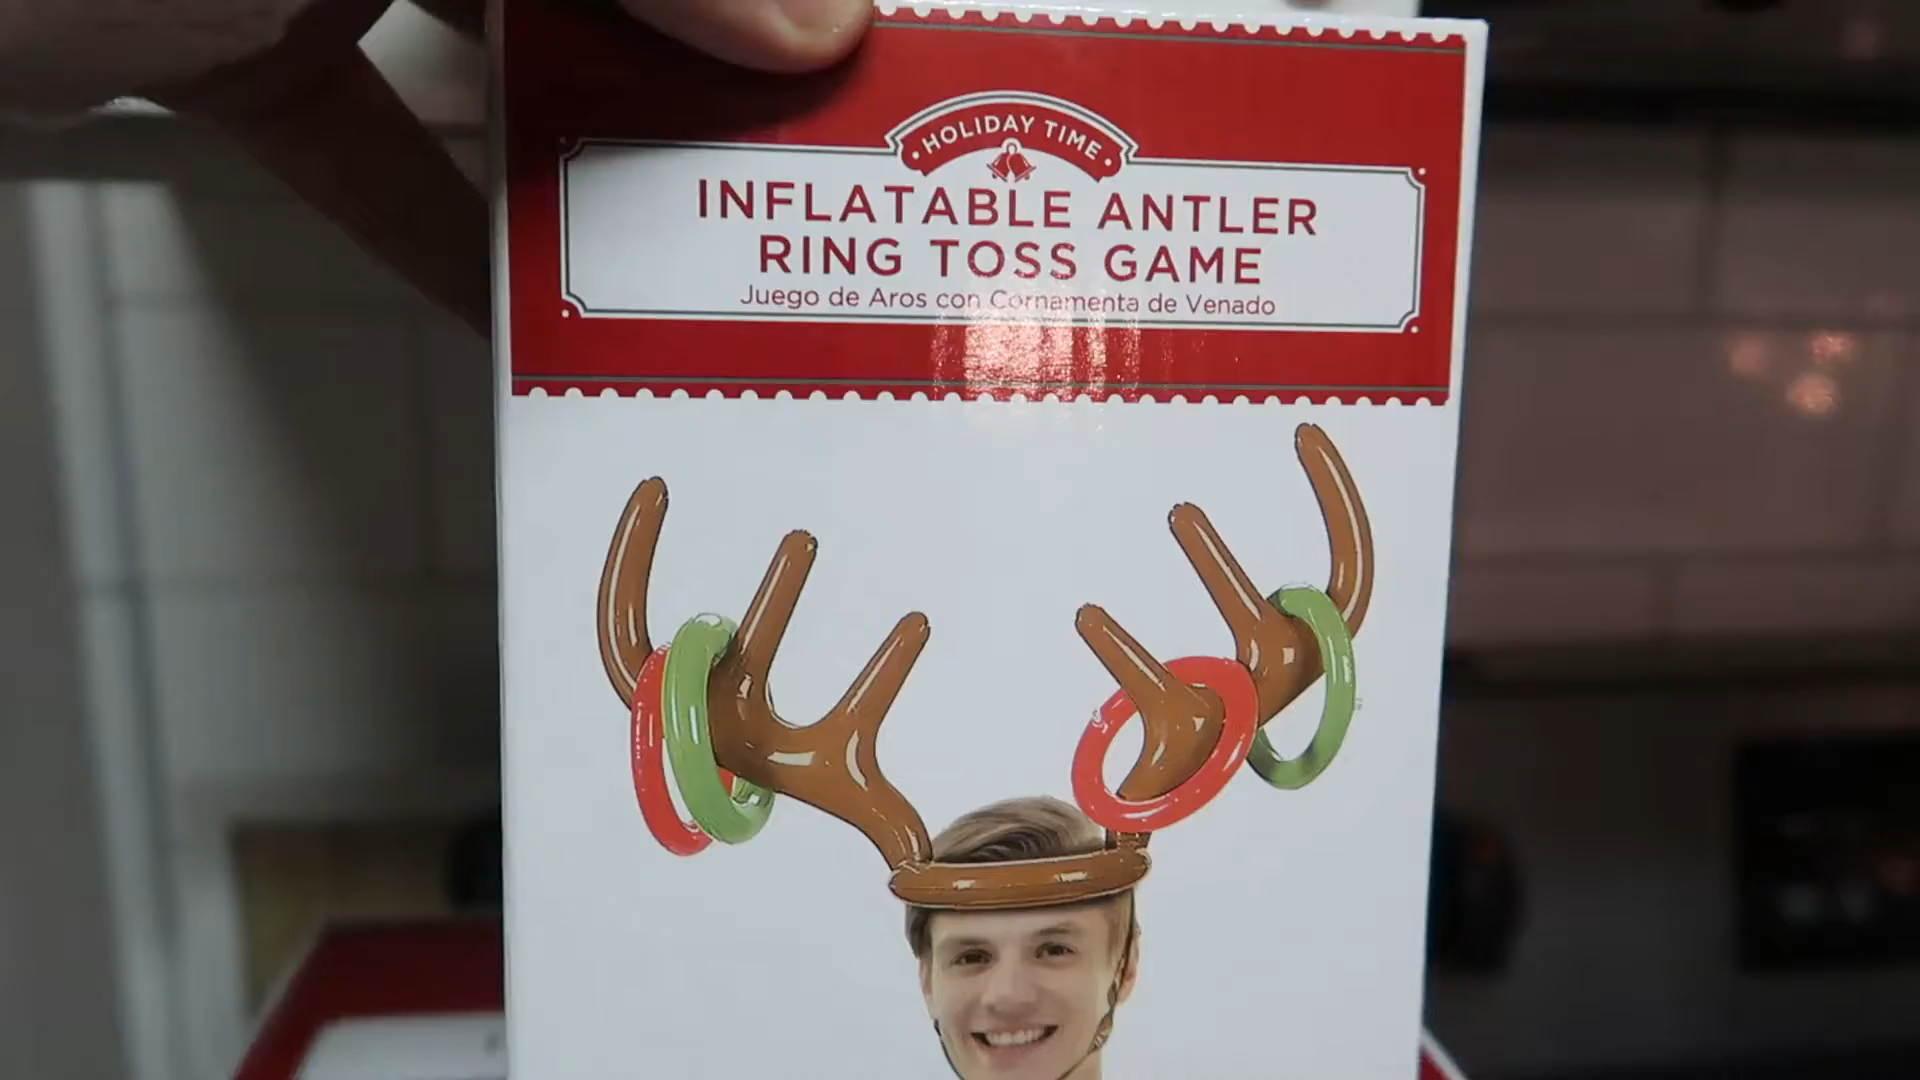 HOLIDAY TIME
INFLATABLE ANTLER
RING TOSS GAME
Juego de Aros con Cornamenta de Venado